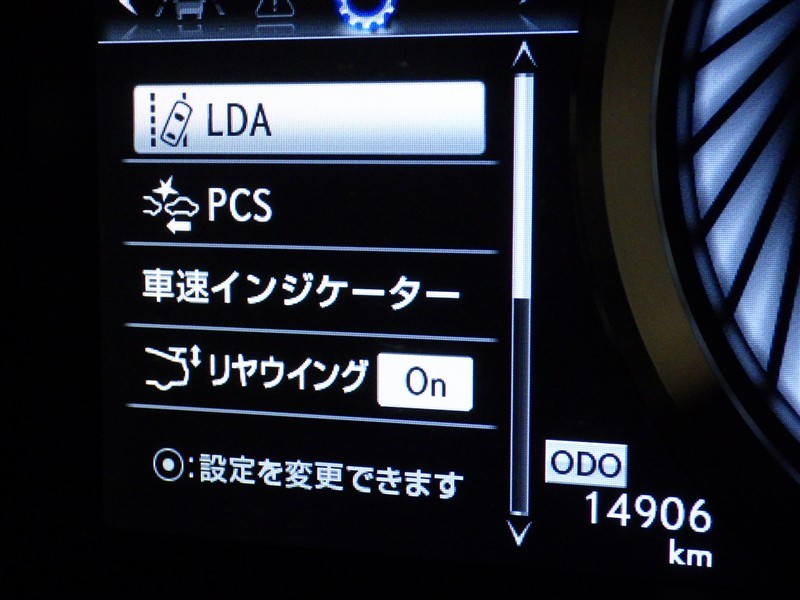 LDA
PCS
車速インジケーター
リヤウイング On
:設定を変更できます
ODO
14906
km